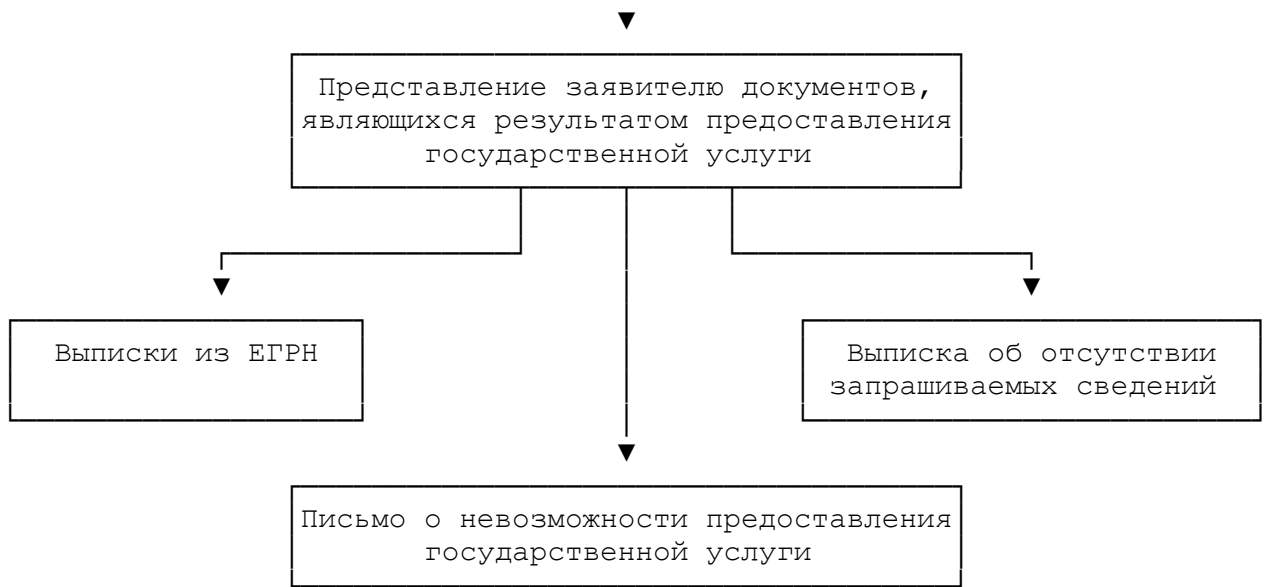 Представление заявителю документов,
являющихся результатом предоставления
государственной услуги
Выписки из ЕГРН
Выписка об отсутствии
запрашиваемых сведений
Письмо о невозможности предоставления
государственной услуги